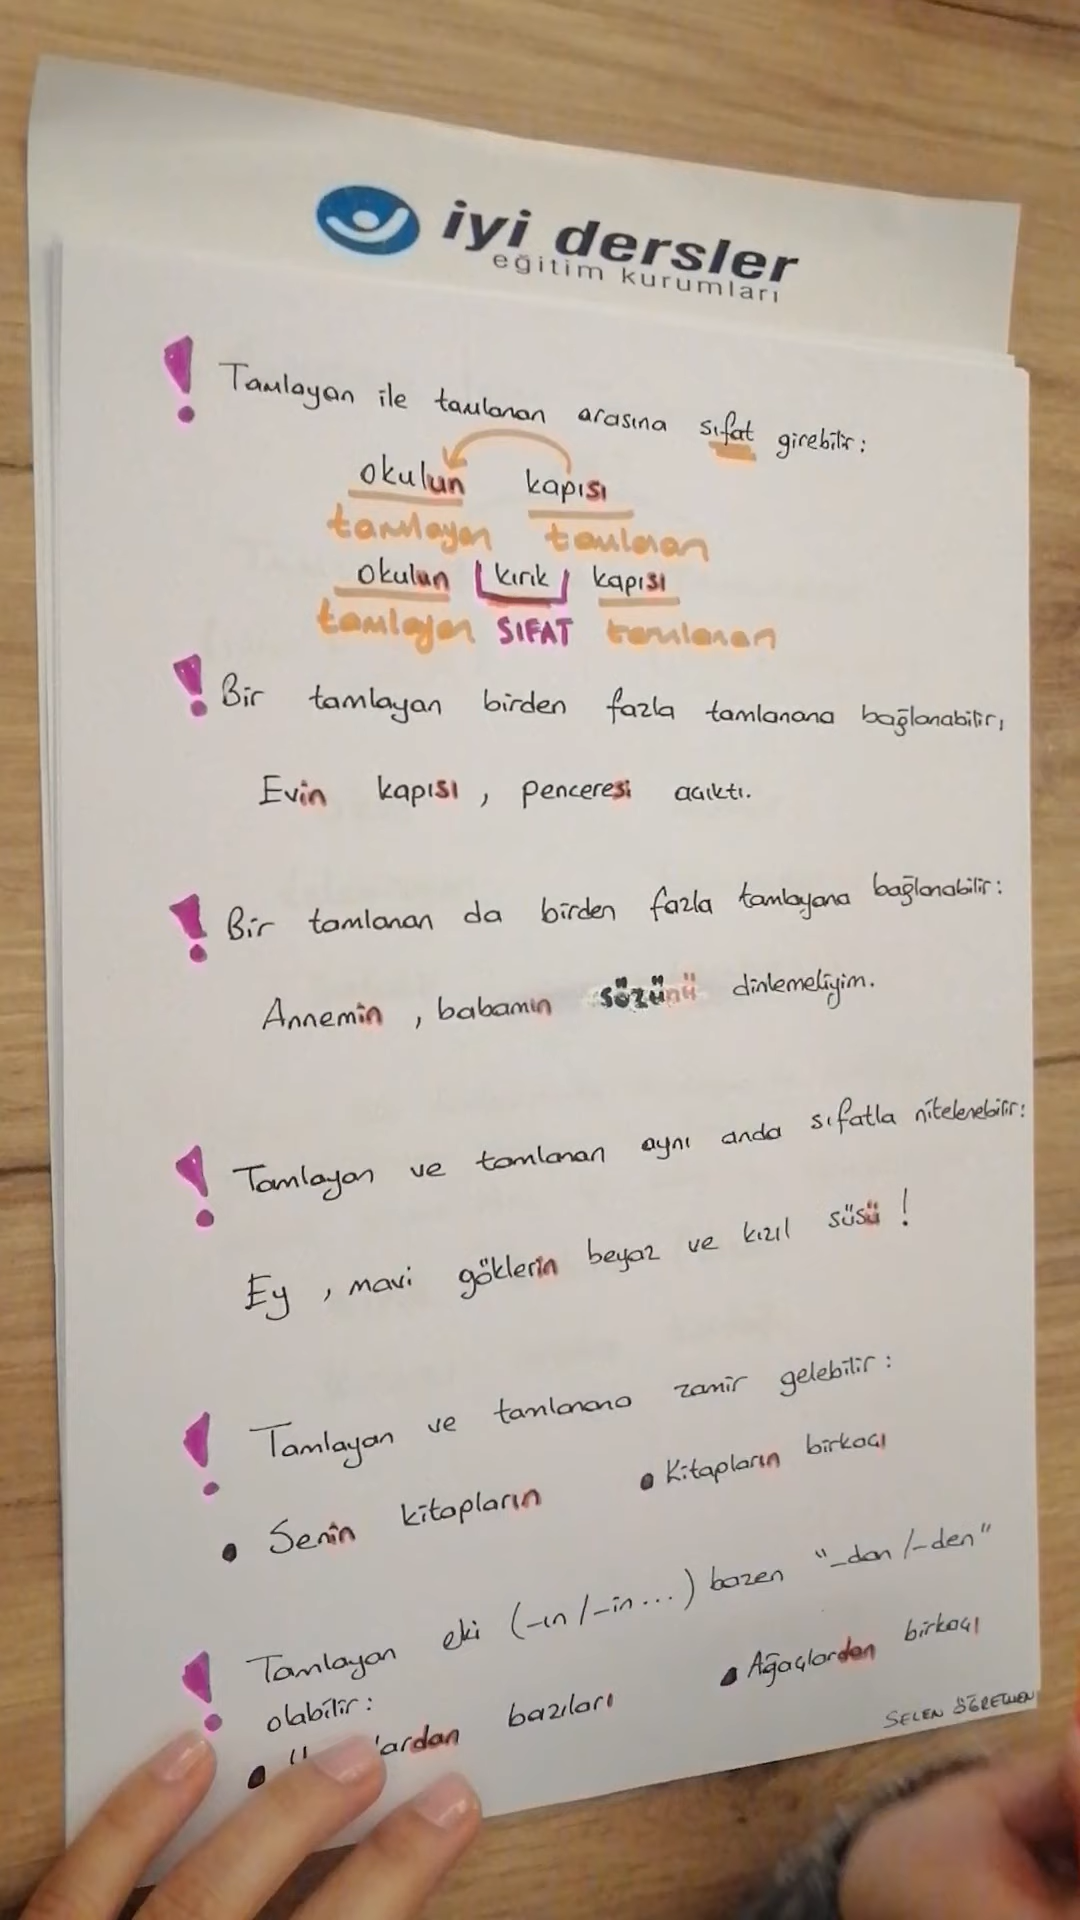 iyi dersler
eğitim kurumları
! Tamlayan ile tamlanan arasına sıfat girebilir:
okulun kapısı
tamlayan tamlanan
okulun kırık kapısı
tamlayan SIFAT tamlanan
! Bir tamlayan birden fazla tamlanana bağlanabilir,
Evin kapısı, penceresi açıktı.
! Bir tamlanan da birden fazla tamlayana bağlanabilir:
Annemin, babamın sözünü dinlemeliyim.
! Tamlayan ve tamlanan aynı anda sıfatla nitelenebilir:
Ey, mavi göklerin beyaz ve kızıl süsü!
! Tamlayan ve tamlanana zamir gelebilir:
• Senin kitapların • Kitapların birkaçı
! Tamlayan eki (-ın/-in...) bazen "-dan/-den"
olabilir:
• bazıları • Ağaçlardan birkaçı
SELEN ÖĞRETMEN